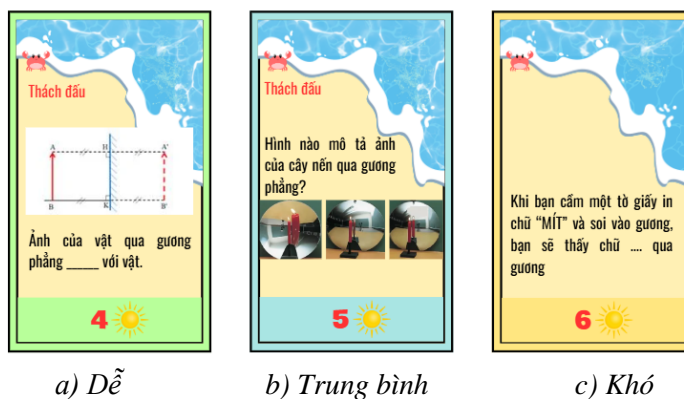 Thách đấu
A
H
A'
B
K
B'
Ảnh của vật qua gương
phẳng _____ với vật.
4
a) Dễ
Thách đấu
Hình nào mô tả ảnh
của cây nến qua gương
phẳng?
5
b) Trung bình
Khi bạn cầm một tờ giấy in
chữ “MÍT” và soi vào gương,
bạn sẽ thấy chữ .... qua
gương
6
c) Khó